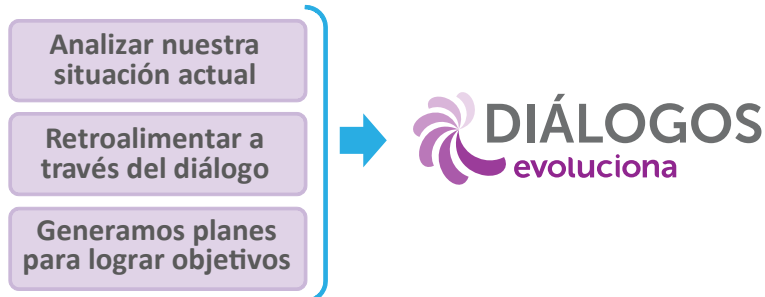 Analizar nuestra
situación actual
Retroalimentar a
través del diálogo
Generamos planes
para lograr objetivos
DIÁLOGOS
evoluciona